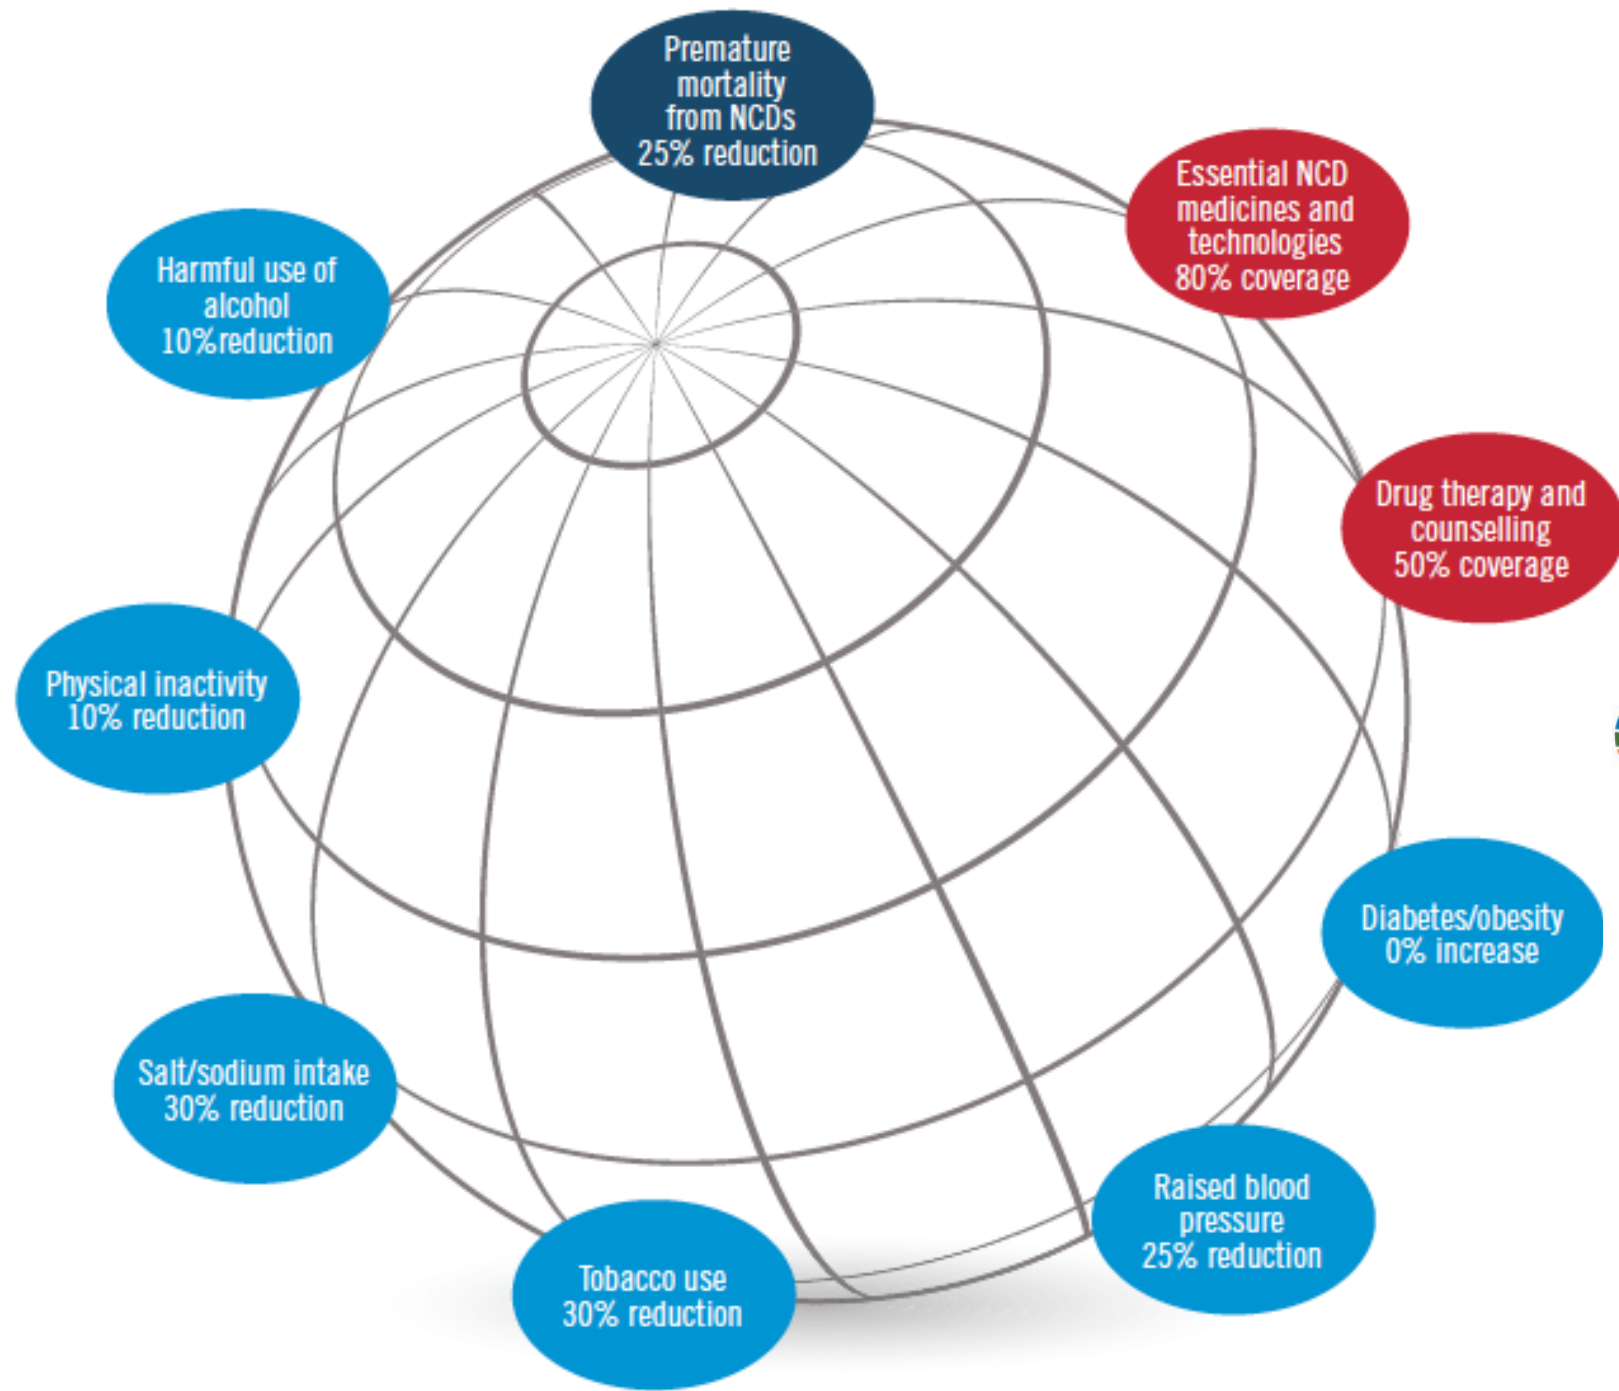 Premature
mortality
from NCDs
25% reduction
Essential NCD
medicines and
technologies
80% coverage
Drug therapy and
counselling
50% coverage
Diabetes/obesity
0% increase
Raised blood
pressure
25% reduction
Tobacco use
30% reduction
Salt/sodium intake
30% reduction
Physical inactivity
10% reduction
Harmful use of
alcohol
10%reduction